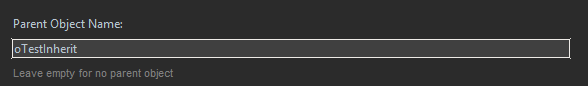 Parent Object Name:
oTestInherit
Leave empty for no parent object